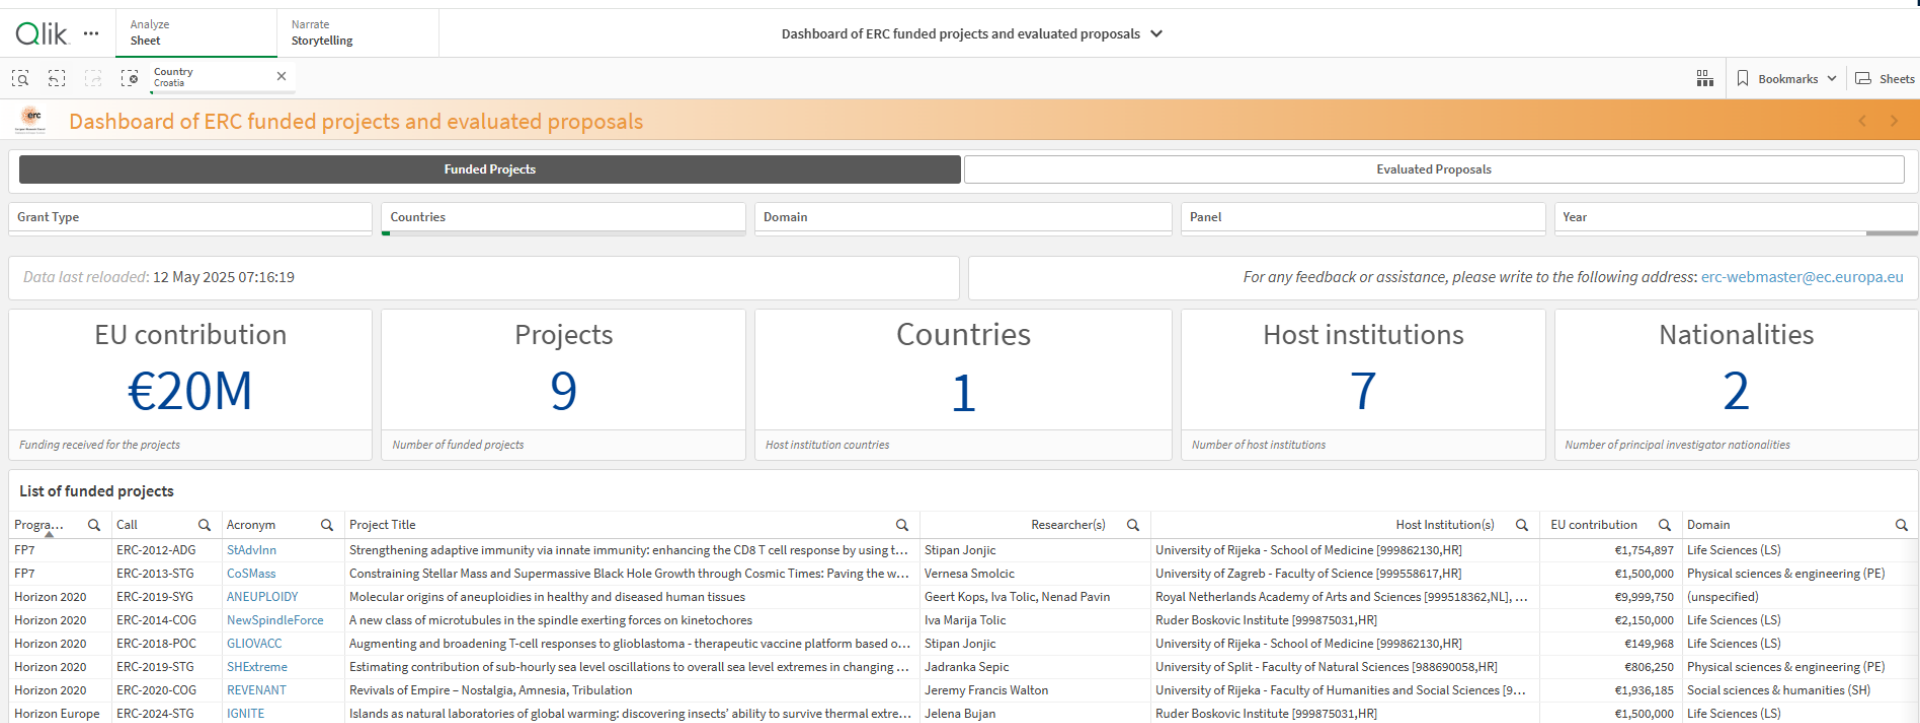 Qlik
Analyze
Sheet
Narrate
Storytelling
Dashboard of ERC funded projects and evaluated proposals
Country
Croatia
Bookmarks
Sheets
erc
Dashboard of ERC funded projects and evaluated proposals
Funded Projects
Evaluated Proposals
Grant Type
Countries
Domain
Panel
Year
Data last reloaded: 12 May 2025 07:16:19
For any feedback or assistance, please write to the following address: erc-webmaster@ec.europa.eu
EU contribution
€20M
Funding received for the projects
Projects
9
Number of funded projects
Countries
1
Host institution countries
Host institutions
7
Number of host institutions
Nationalities
2
Number of principal investigator nationalities
List of funded projects
Progra... Call Acronym Project Title Researcher(s) Host Institution(s) EU contribution Domain
FP7 ERC-2012-ADG StAdvInn Strengthening adaptive immunity via innate immunity: enhancing the CD8 T cell response by using t... Stipan Jonjic University of Rijeka - School of Medicine [999862130,HR] €1,754,897 Life Sciences (LS)
FP7 ERC-2013-STG CoSMass Constraining Stellar Mass and Supermassive Black Hole Growth through Cosmic Times: Paving the w... Vernesa Smolcic University of Zagreb - Faculty of Science [999558617,HR] €1,500,000 Physical sciences & engineering (PE)
Horizon 2020 ERC-2019-SYG ANEUPLOIDY Molecular origins of aneuploidies in healthy and diseased human tissues Geert Kops, Iva Tolic, Nenad Pavin Royal Netherlands Academy of Arts and Sciences [999518362,NL], ... €9,999,750 (unspecified)
Horizon 2020 ERC-2014-COG NewSpindleForce A new class of microtubules in the spindle exerting forces on kinetochores Iva Marija Tolic Ruder Boskovic Institute [999875031,HR] €2,150,000 Life Sciences (LS)
Horizon 2020 ERC-2018-POC GLIOVACC Augmenting and broadening T-cell responses to glioblastoma - therapeutic vaccine platform based o... Stipan Jonjic University of Rijeka - School of Medicine [999862130,HR] €149,968 Life Sciences (LS)
Horizon 2020 ERC-2019-STG SHExtreme Estimating contribution of sub-hourly sea level oscillations to overall sea level extremes in changing ... Jadranka Sepic University of Split - Faculty of Natural Sciences [988690058,HR] €806,250 Physical sciences & engineering (PE)
Horizon 2020 ERC-2020-COG REVENANT Revivals of Empire – Nostalgia, Amnesia, Tribulation Jeremy Francis Walton University of Rijeka - Faculty of Humanities and Social Sciences [9... €1,936,185 Social sciences & humanities (SH)
Horizon Europe ERC-2024-STG IGNITE Islands as natural laboratories of global warming: discovering insects' ability to survive thermal extre... Jelena Bujan Ruder Boskovic Institute [999875031,HR] €1,500,000 Life Sciences (LS)